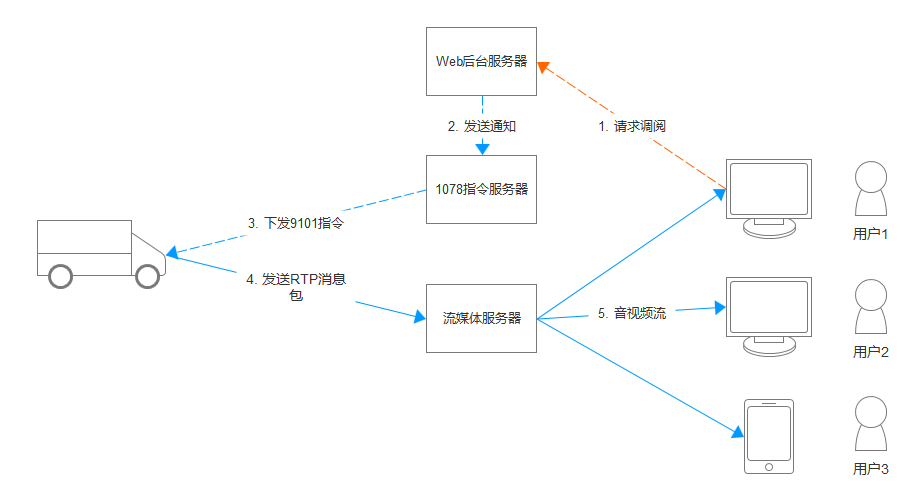 Web后台服务器
2. 发送通知
1. 请求调阅
1078指令服务器
3. 下发9101指令
用户1
4. 发送RTP消息
包
流媒体服务器
5. 音视频流
用户2
用户3